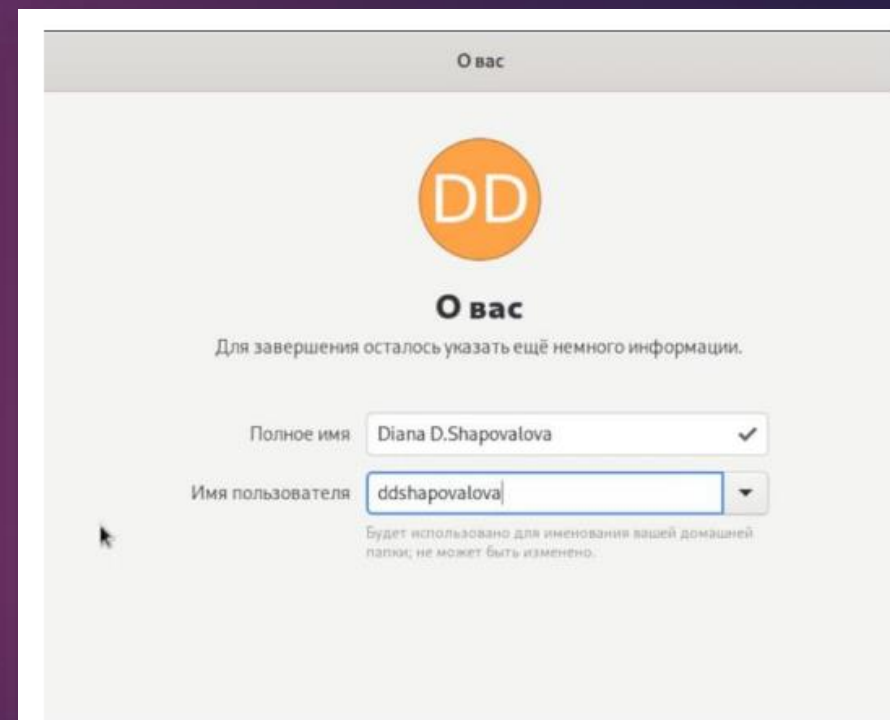 О вас
DD
О вас
Для завершения осталось указать ещё немного информации.
Полное имя Diana D.Shapovalova
Имя пользователя ddshapovalova
Будет использовано для именования вашей домашней
папки; не может быть изменено.